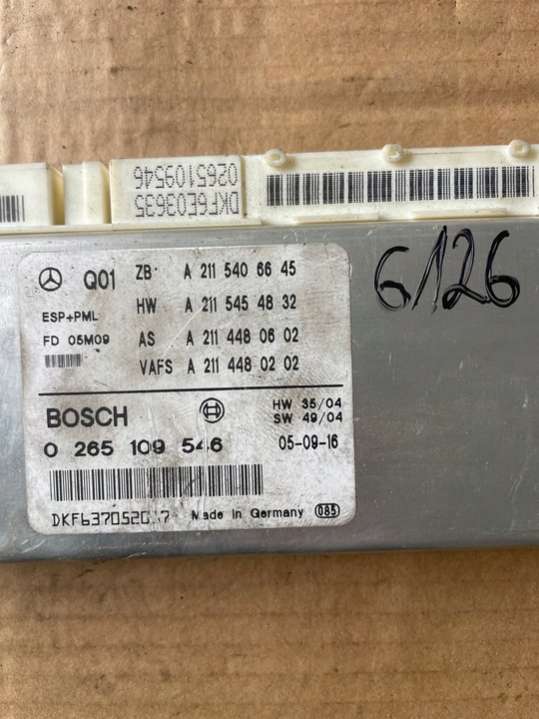 DKF6E03635
0265109546
6126
Q01
ZB A 211 540 66 45
ESP+PML
HW A 211 545 48 32
FD 05M09
AS A 211 448 06 02
VAFS A 211 448 02 02
BOSCH
HW 35/04
SW 49/04
0 265 109 546
05-09-16
Made in Germany
085